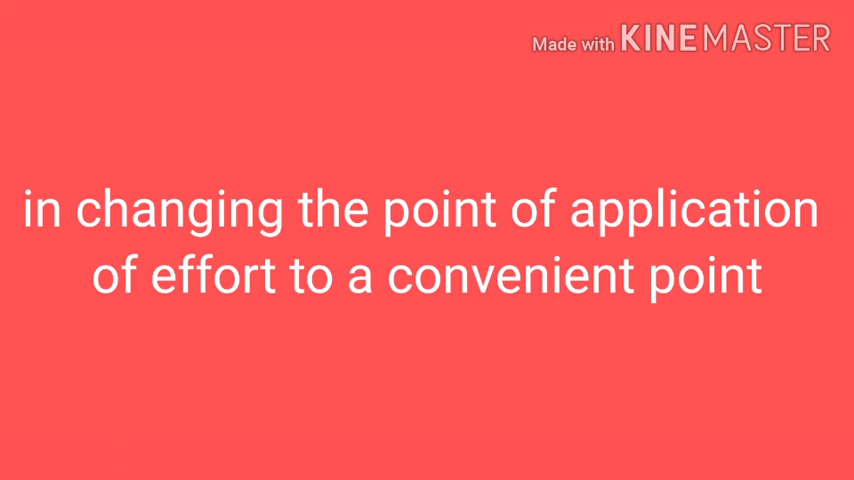 Made with KINEMASTER
in changing the point of application
of effort to a convenient point